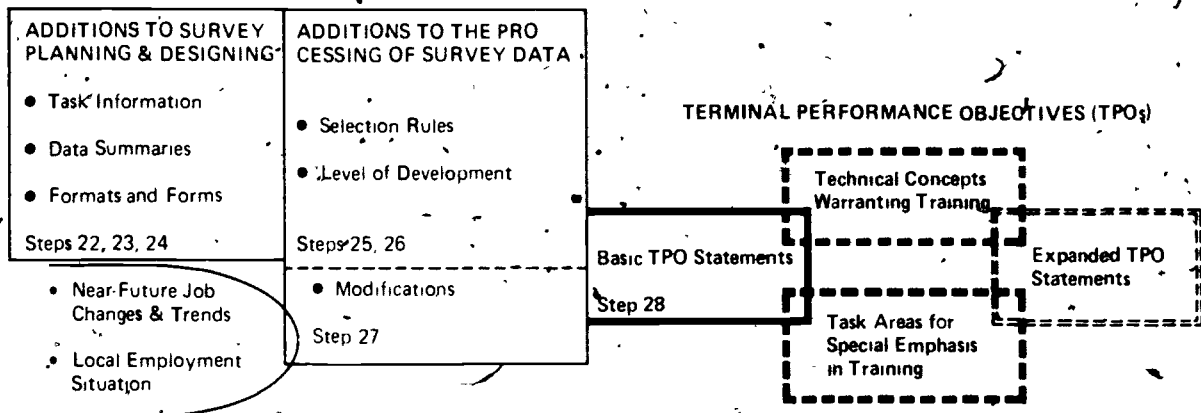 ADDITIONS TO SURVEY
PLANNING & DESIGNING
● Task Information
● Data Summaries
● Formats and Forms
Steps 22, 23, 24
• Near-Future Job
Changes & Trends
• Local Employment
Situation
ADDITIONS TO THE PRO
CESSING OF SURVEY DATA
● Selection Rules
● Level of Development
Steps 25, 26
● Modifications
Step 27
TERMINAL PERFORMANCE OBJECTIVES (TPOs)
Basic TPO Statements
Step 28
Technical Concepts
Warranting Training
Task Areas for
Special Emphasis
in Training
Expanded TPO
Statements